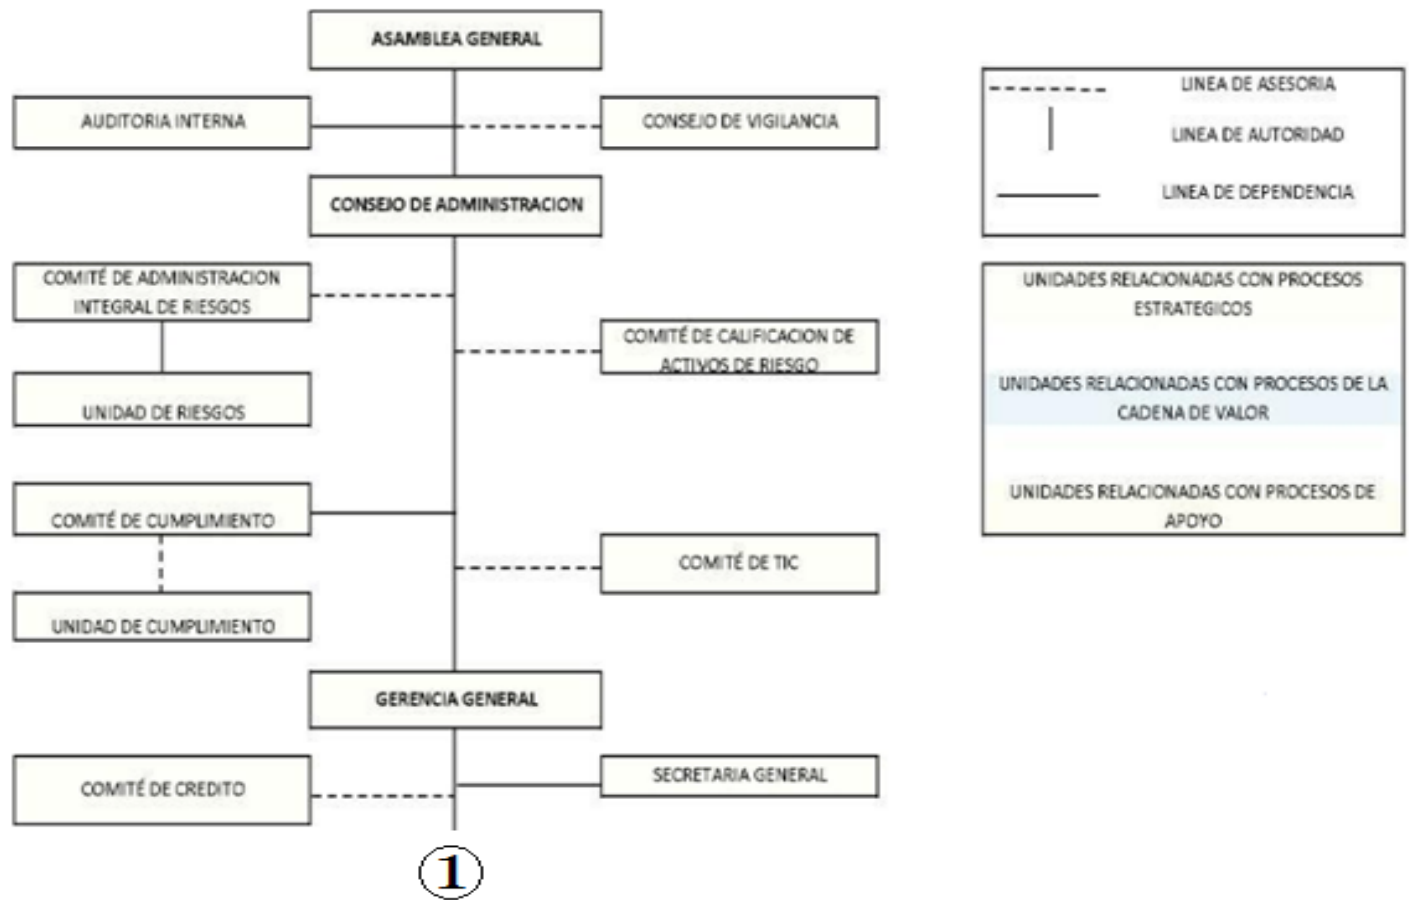 ASAMBLEA GENERAL
AUDITORIA INTERNA
CONSEJO DE VIGILANCIA
CONSEJO DE ADMINISTRACION
COMITÉ DE ADMINISTRACION
INTEGRAL DE RIESGOS
COMITÉ DE CALIFICACION DE
ACTIVOS DE RIESGO
UNIDAD DE RIESGOS
COMITÉ DE CUMPLIMIENTO
COMITÉ DE TIC
UNIDAD DE CUMPLIMIENTO
GERENCIA GENERAL
COMITÉ DE CREDITO
SECRETARIA GENERAL
1
LINEA DE ASESORIA
LINEA DE AUTORIDAD
LINEA DE DEPENDENCIA
UNIDADES RELACIONADAS CON PROCESOS
ESTRATEGICOS
UNIDADES RELACIONADAS CON PROCESOS DE LA
CADENA DE VALOR
UNIDADES RELACIONADAS CON PROCESOS DE
APOYO